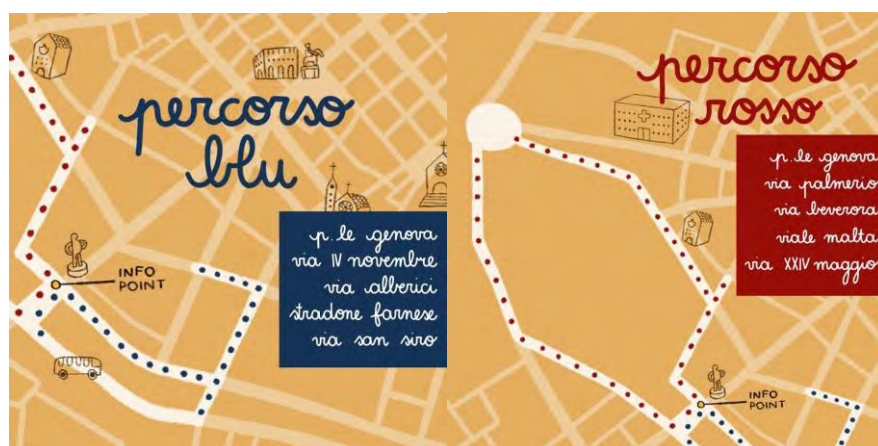 percorso
blu
p.le genova
via IV novembre
via alberici
stradone farnese
via san siro
INFO
POINT
percorso
rosso
p.le genova
via palmerio
via beverora
viale malta
via XXIV maggio
INFO
POINT